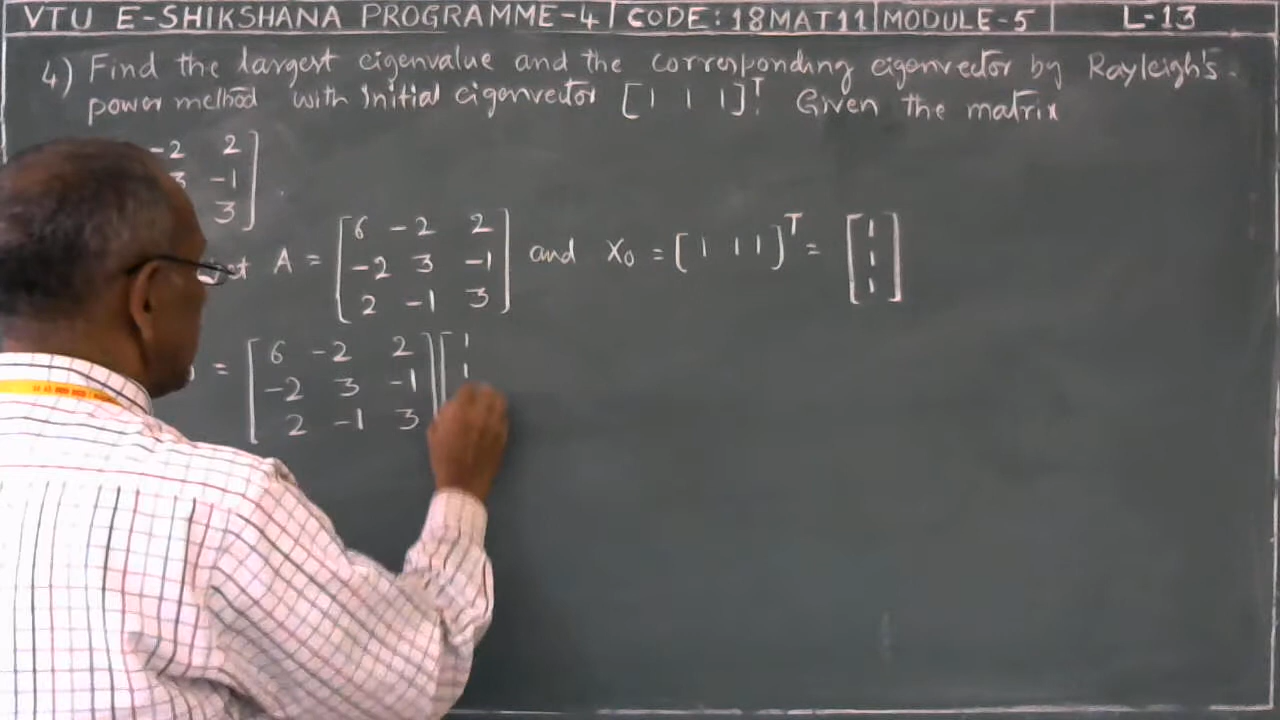 VTU E-SHIKSHANA PROGRAMME-4 CODE: 18MAT11 MODULE-5 L-13
4) Find the largest eigenvalue and the corresponding eigenvector by Rayleigh's
power method with initial eigenvector [1 1 1]ᵀ. Given the matrix
-2 2
3 -1
3
A = [6 -2 2 and X₀ = [1 1 1]ᵀ = [1
-2 3 -1 1
2 -1 3] 1]
= [6 -2 2] [1
-2 3 -1 1
2 -1 3